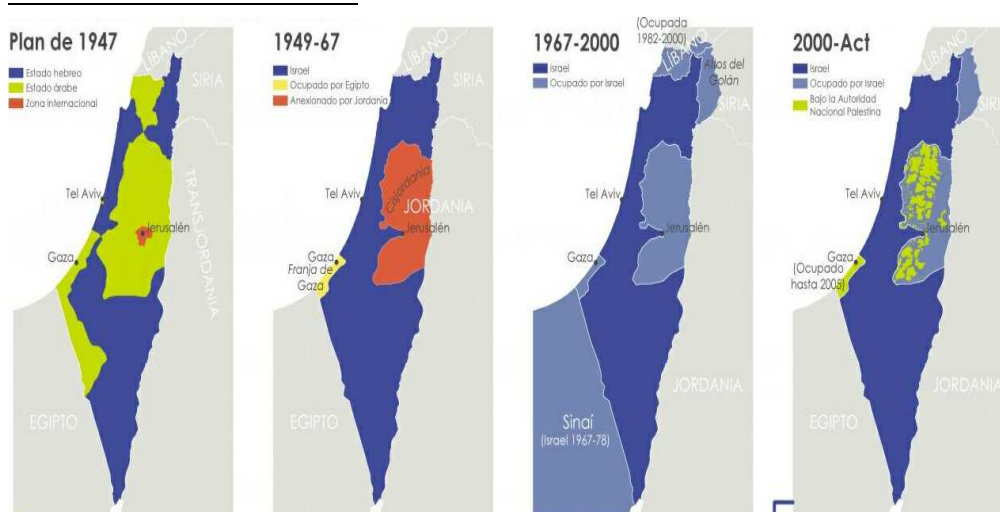 Plan de 1947
Estado hebreo
Estado árabe
Zona Internacional
LÍBANO
SIRIA
Tel Aviv
TRANSJORDANIA
Jerusalén
Gaza
EGIPTO
1949-67
Israel
Ocupado por Egipto
Anexionado por Jordania
LÍBANO
SIRIA
Tel Aviv
Cisjordania
JORDANIA
Jerusalén
Gaza
Franja de
Gaza
EGIPTO
1967-2000
Israel
Ocupado por Israel
(Ocupada
1982-2000)
LÍBANO
Altos del
Golán
SIRIA
Tel Aviv
Jerusalén
Gaza
JORDANIA
Sinaí
(Israel 1967-78)
2000-Act
Israel
Ocupado por Israel
Bajo la Autoridad
Nacional Palestina
LÍBANO
SIRI
Tel Aviv
Jerusalén
Gaza
(Ocupado
hasta 2005)
JORDANIA
EGIPTO